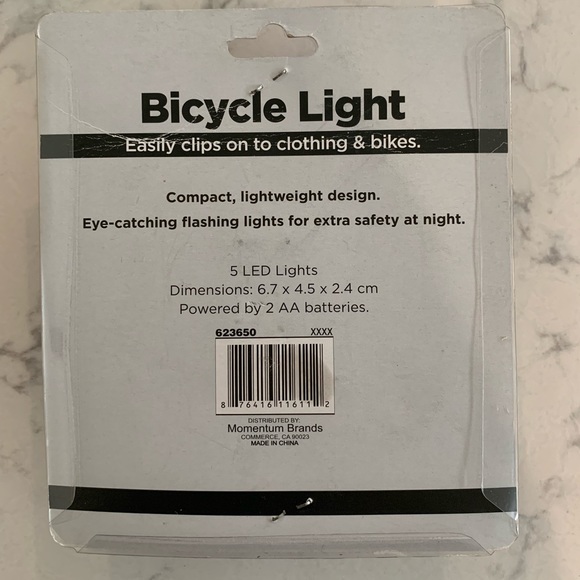 Bicycle Light
Easily clips on to clothing & bikes.
Compact, lightweight design.
Eye-catching flashing lights for extra safety at night.
5 LED Lights
Dimensions: 6.7 x 4.5 x 2.4 cm
Powered by 2 AA batteries.
623650 XXXX
8 76416 11611 2
DISTRIBUTED BY:
Momentum Brands
COMMERCE, CA 90023
MADE IN CHINA